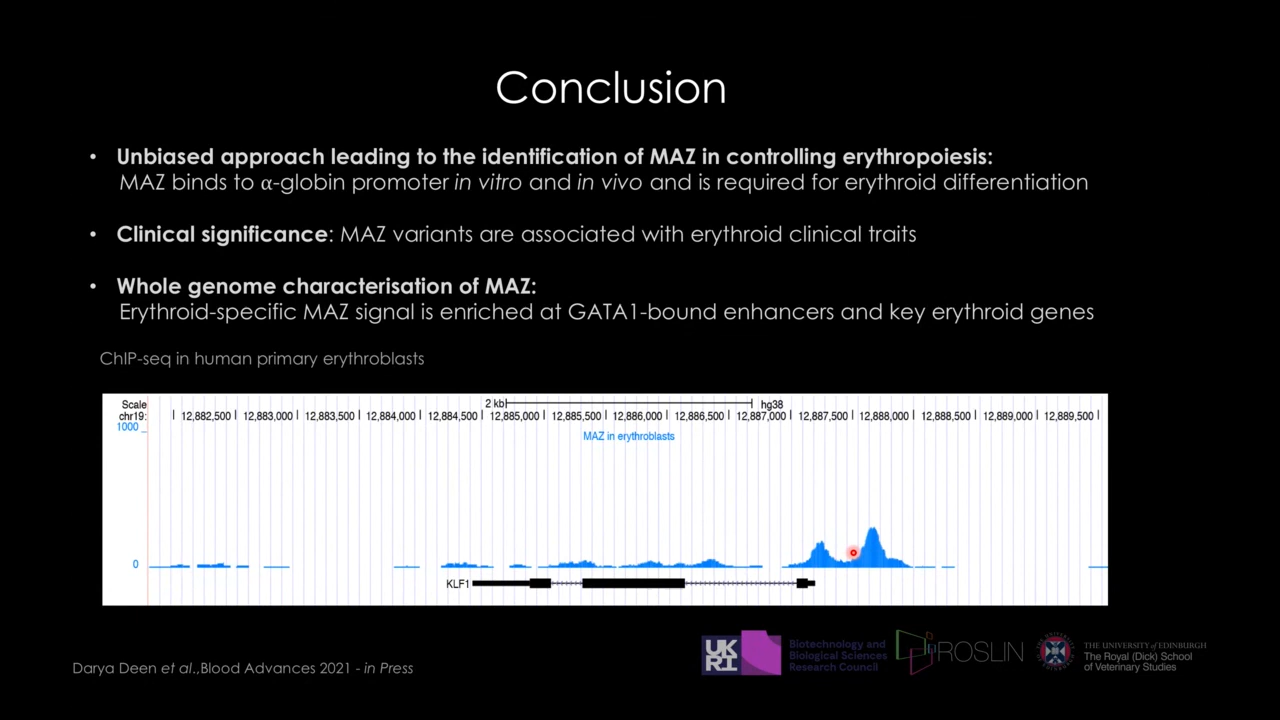 Conclusion
• Unbiased approach leading to the identification of MAZ in controlling erythropoiesis:
MAZ binds to α-globin promoter in vitro and in vivo and is required for erythroid differentiation
• Clinical significance: MAZ variants are associated with erythroid clinical traits
• Whole genome characterisation of MAZ:
Erythroid-specific MAZ signal is enriched at GATA1-bound enhancers and key erythroid genes
ChIP-seq in human primary erythroblasts
Scale 2 kb hg38
chr19: 12,882,500 12,883,000 12,883,500 12,884,000 12,884,500 12,885,000 12,885,500 12,886,000 12,886,500 12,887,000 12,887,500 12,888,000 12,888,500 12,889,000 12,889,500
1000
MAZ in erythroblasts
0
KLF1
Darya Deen et al.,Blood Advances 2021 - in Press
UK
RI
Biotechnology and
Biological Sciences
Research Council
ROSLIN
THE UNIVERSITY of EDINBURGH
The Royal (Dick) School
of Veterinary Studies